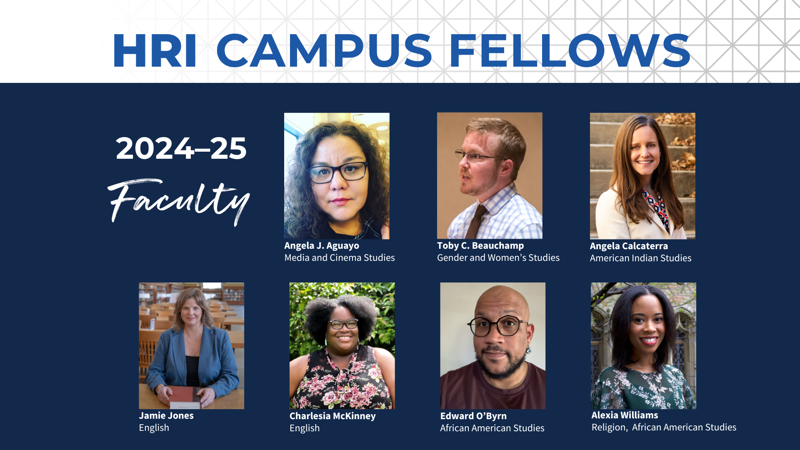 HRI CAMPUS FELLOWS
2024–25
Faculty
Angela J. Aguayo
Media and Cinema Studies
Toby C. Beauchamp
Gender and Women's Studies
Angela Calcaterra
American Indian Studies
Jamie Jones
English
Charlesia McKinney
English
Edward O'Byrn
African American Studies
Alexia Williams
Religion, African American Studies